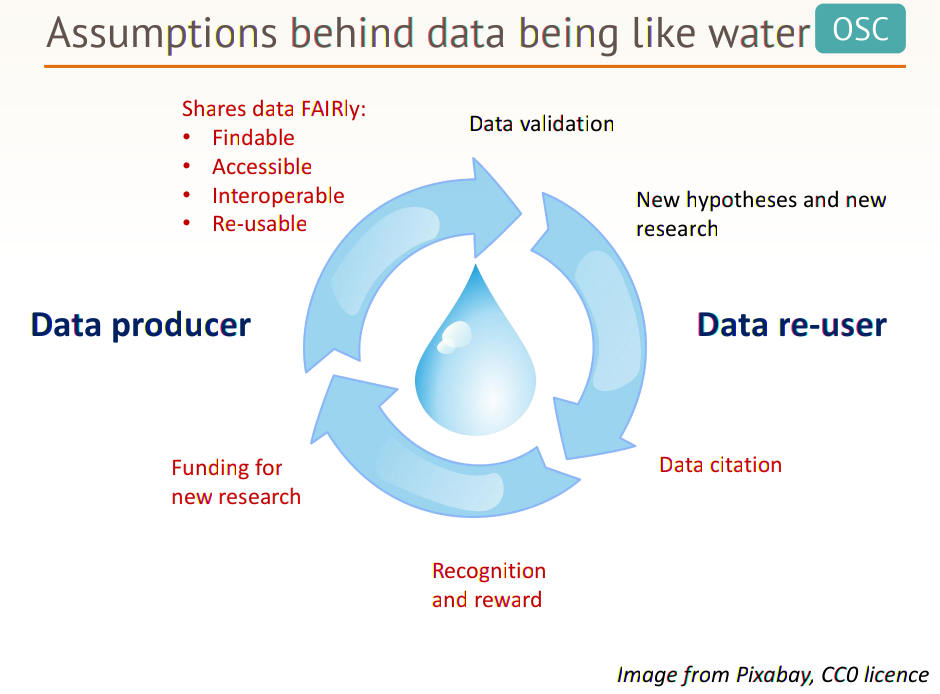 Assumptions behind data being like water
OSC
Shares data FAIRly:
• Findable
• Accessible
• Interoperable
• Re-usable
Data validation
New hypotheses and new
research
Data producer
Data re-user
Data citation
Funding for
new research
Recognition
and reward
Image from Pixabay, CC0 licence